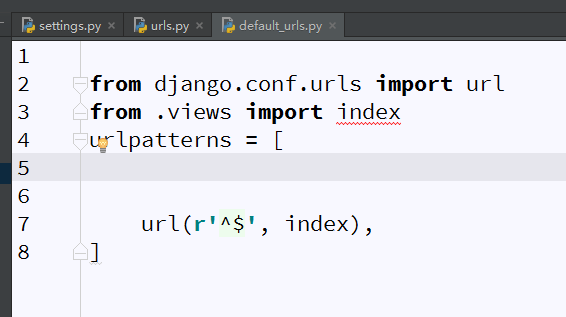 settings.py urls.py default_urls.py
1
2 from django.conf.urls import url
3 from .views import index
4 urlpatterns = [
5
6
7 url(r'^$', index),
8 ]